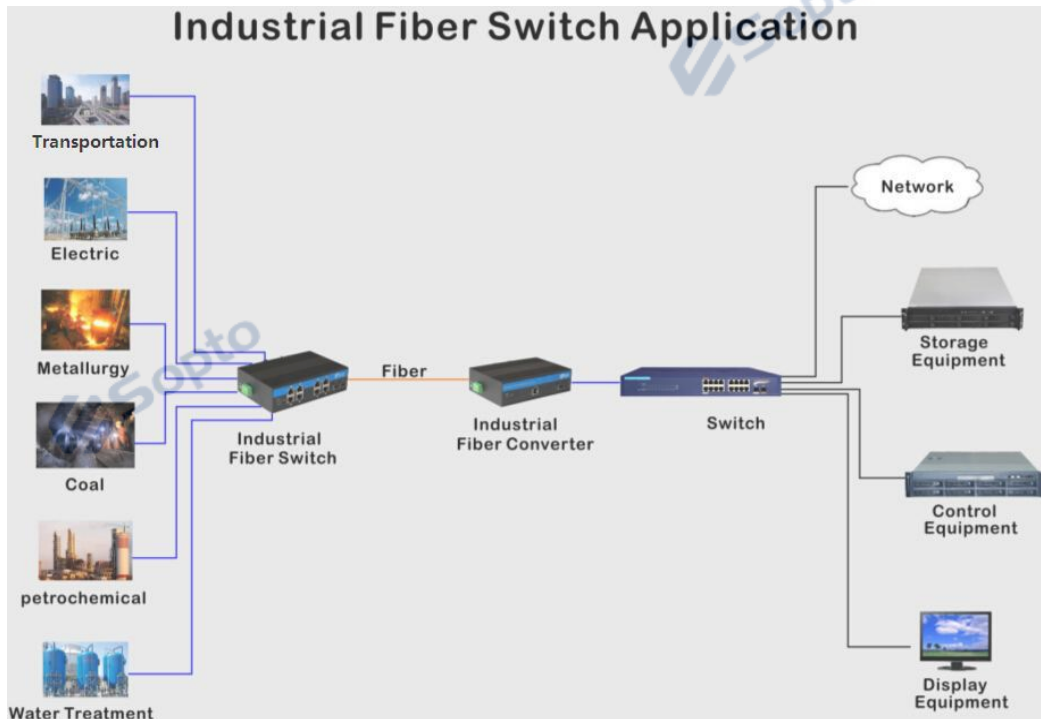 Industrial Fiber Switch Application
Sopto
Transportation
Electric
Metallurgy
Coal
petrochemical
Water Treatment
Sopto
Industrial
Fiber Switch
Fiber
Industrial
Fiber Converter
Switch
Network
Storage
Equipment
Control
Equipment
Display
Equipment